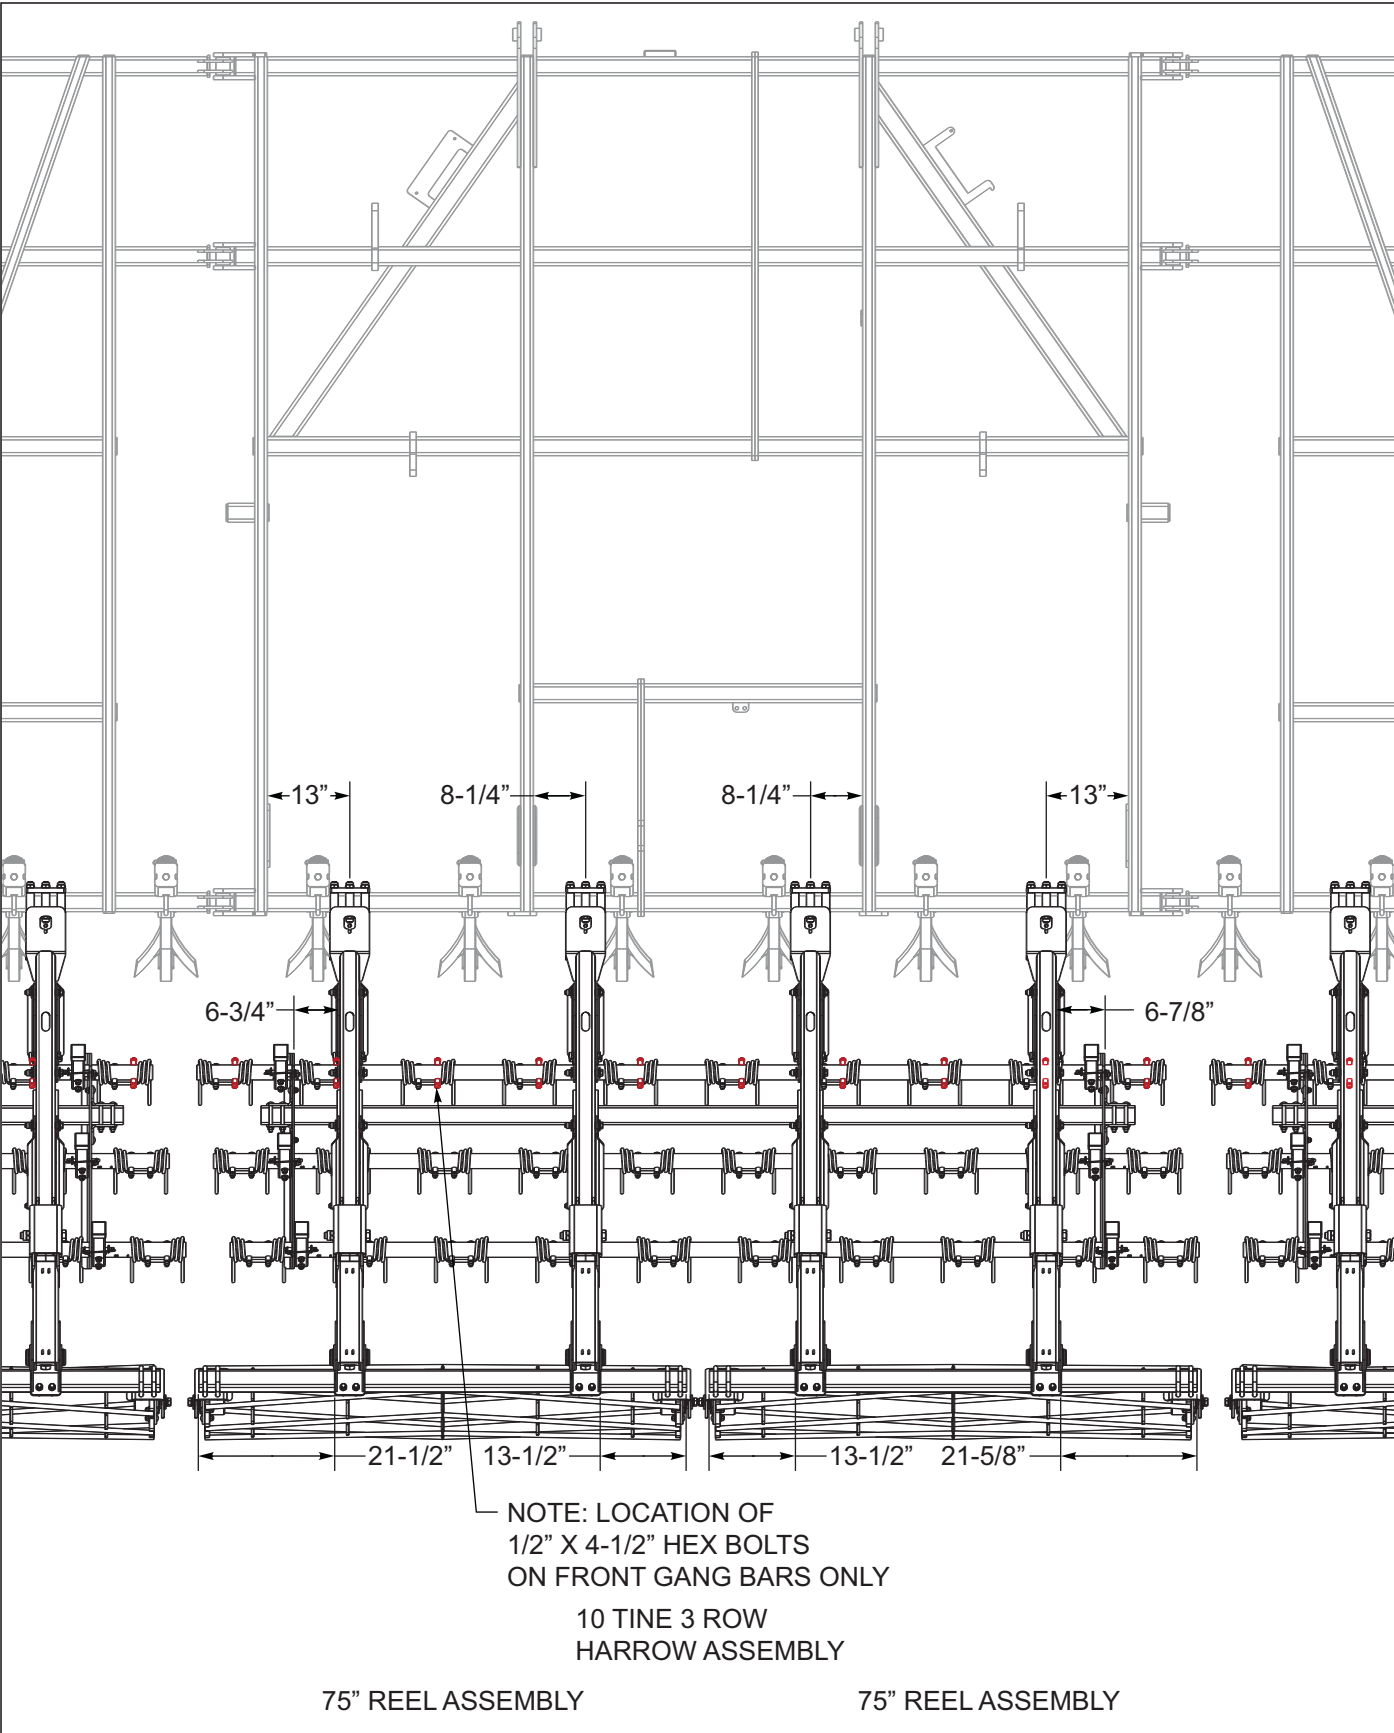 13”
8-1/4”
8-1/4”
13”
6-3/4”
6-7/8”
21-1/2”
13-1/2”
13-1/2”
21-5/8”
NOTE: LOCATION OF
1/2” X 4-1/2” HEX BOLTS
ON FRONT GANG BARS ONLY
10 TINE 3 ROW
HARROW ASSEMBLY
75” REEL ASSEMBLY
75” REEL ASSEMBLY